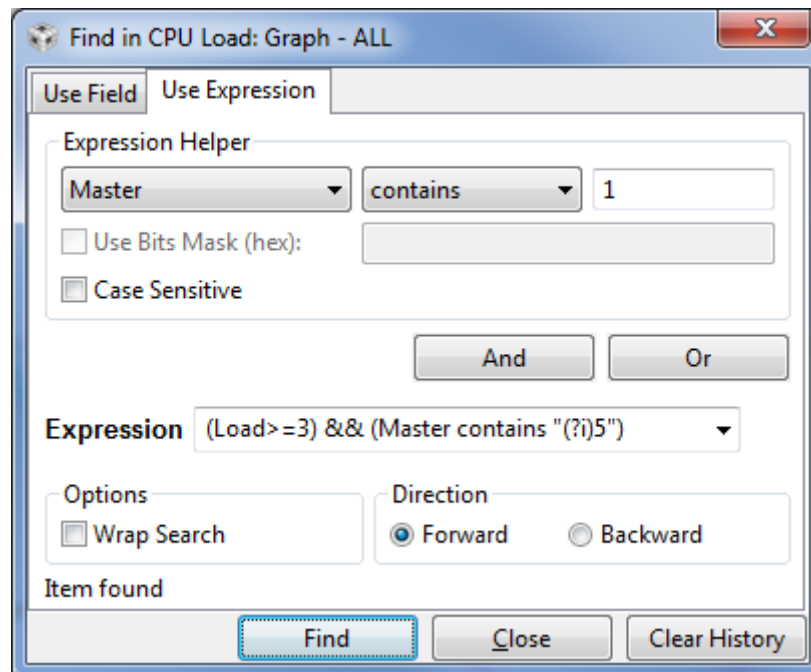 Find in CPU Load: Graph - ALL
Use Field Use Expression
Expression Helper
Master contains 1
Use Bits Mask (hex):
Case Sensitive
And Or
Expression (Load>=3) && (Master contains "(?i)5")
Options Direction
Wrap Search Forward Backward
Item found
Find Close Clear History